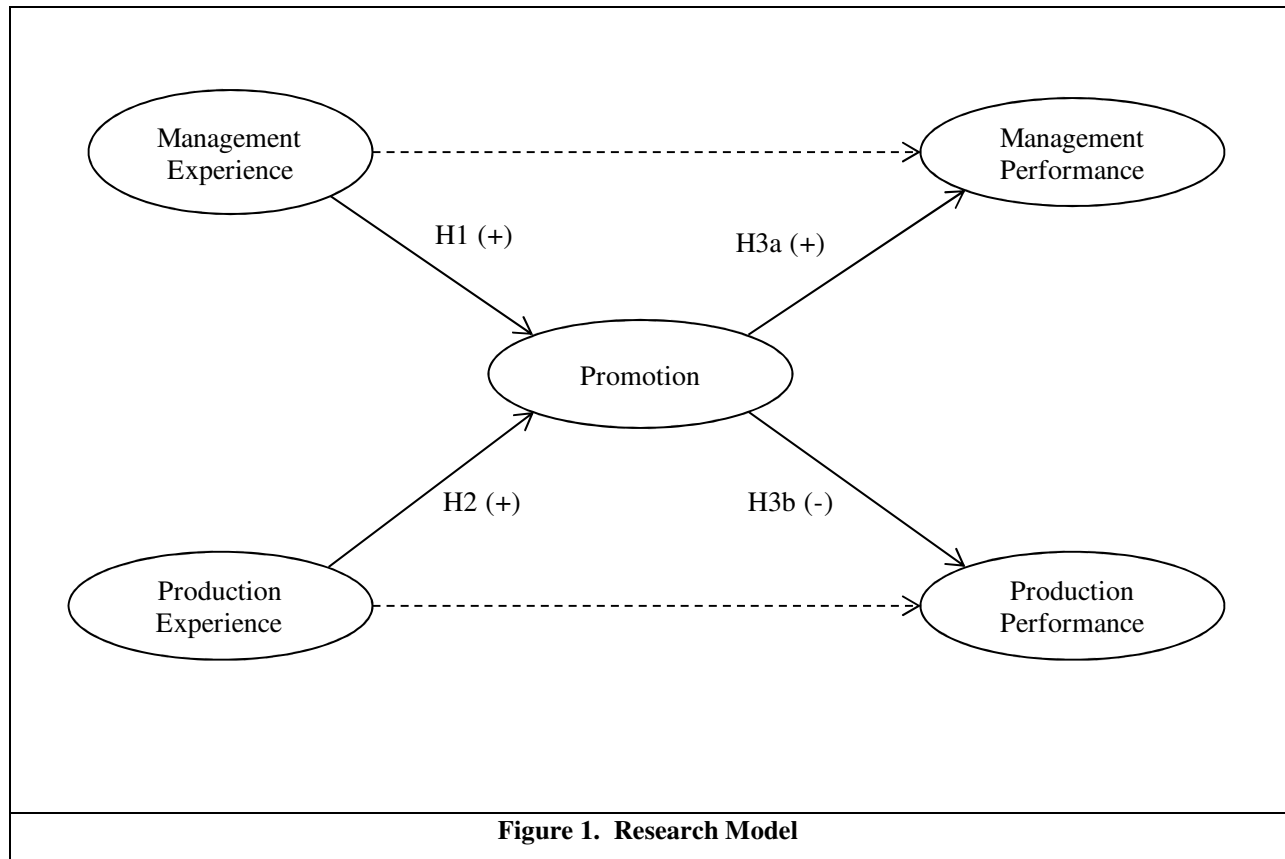 Management
Experience
Management
Performance
H1 (+)
H3a (+)
Promotion
H2 (+)
H3b (-)
Production
Experience
Production
Performance
Figure 1. Research Model